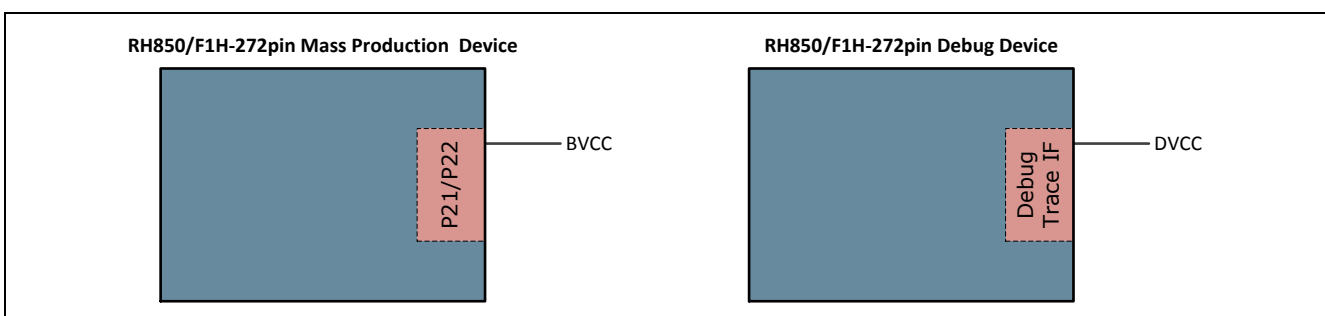 RH850/F1H-272pin Mass Production Device
RH850/F1H-272pin Debug Device
P21/P22
BVCC
Debug
Trace IF
DVCC